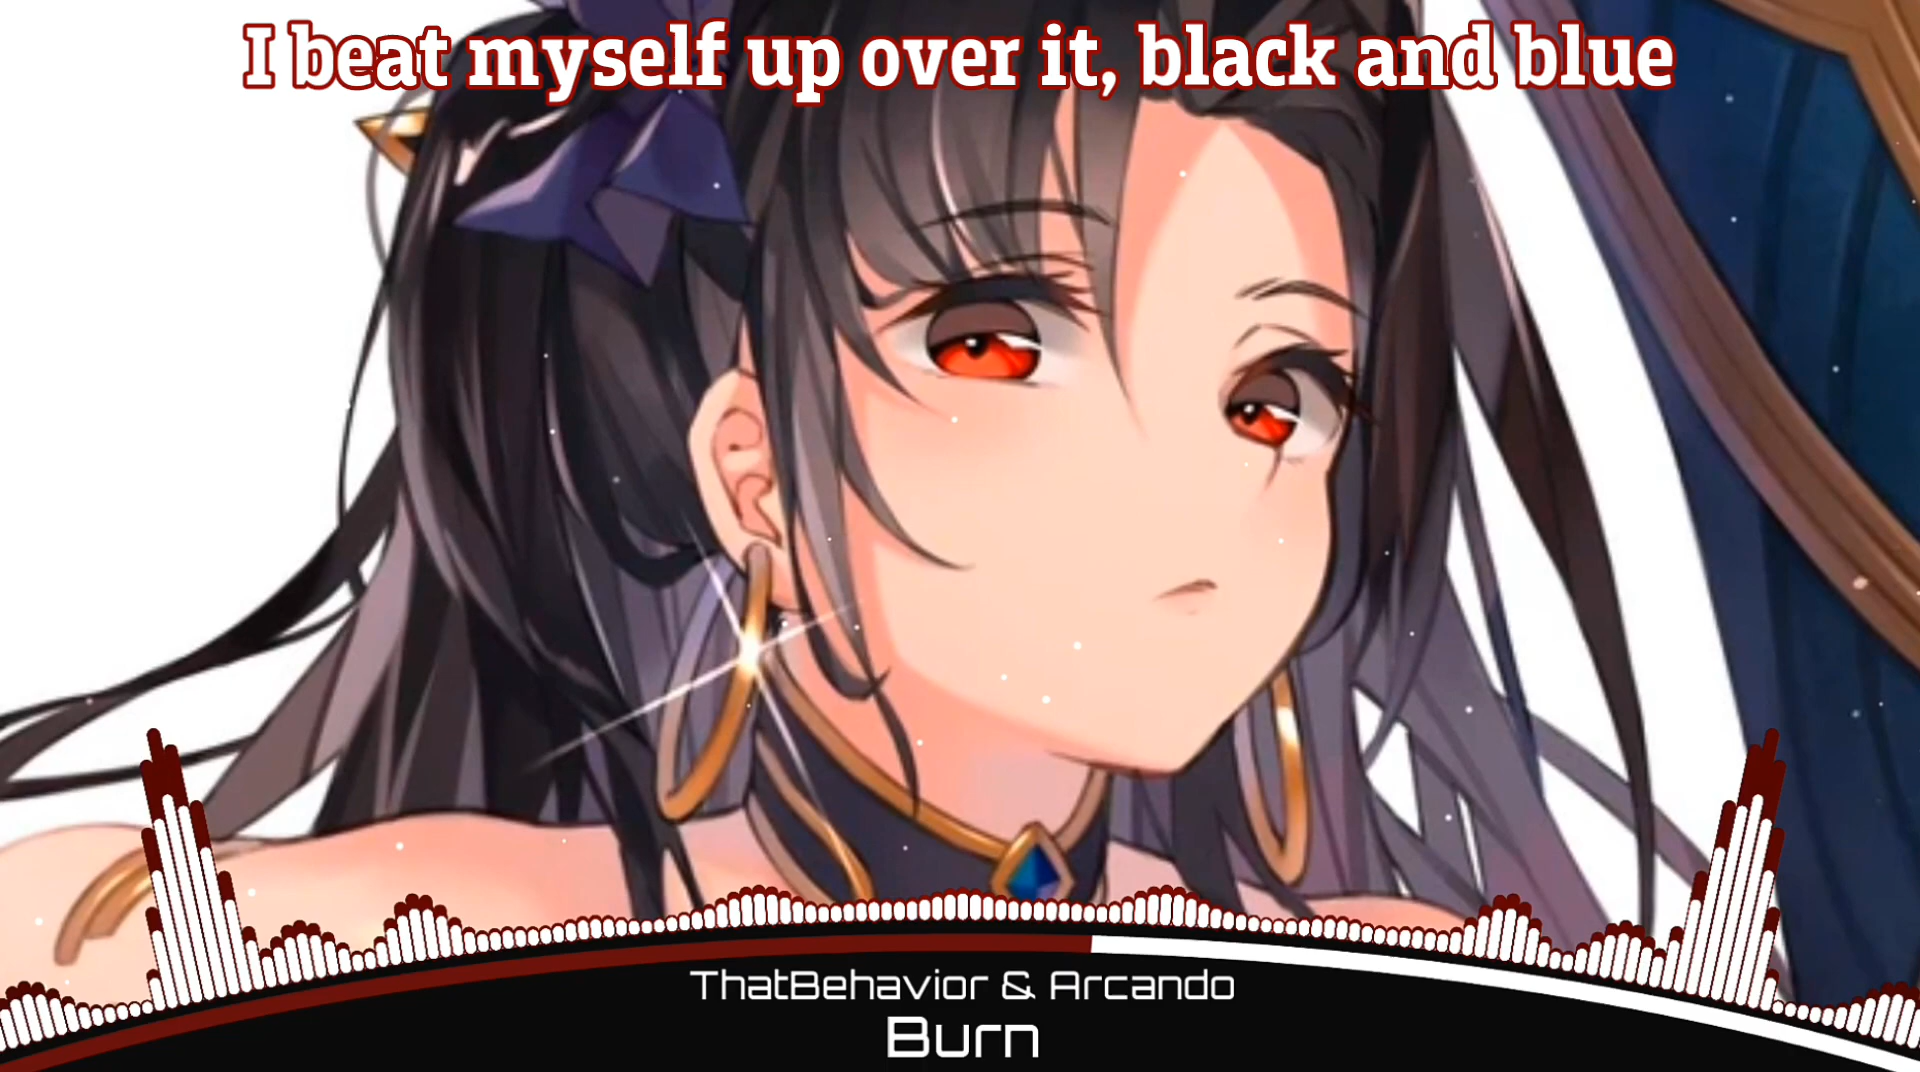 I beat myself up over it, black and blue
ThatBehavior & Arcando
Burn